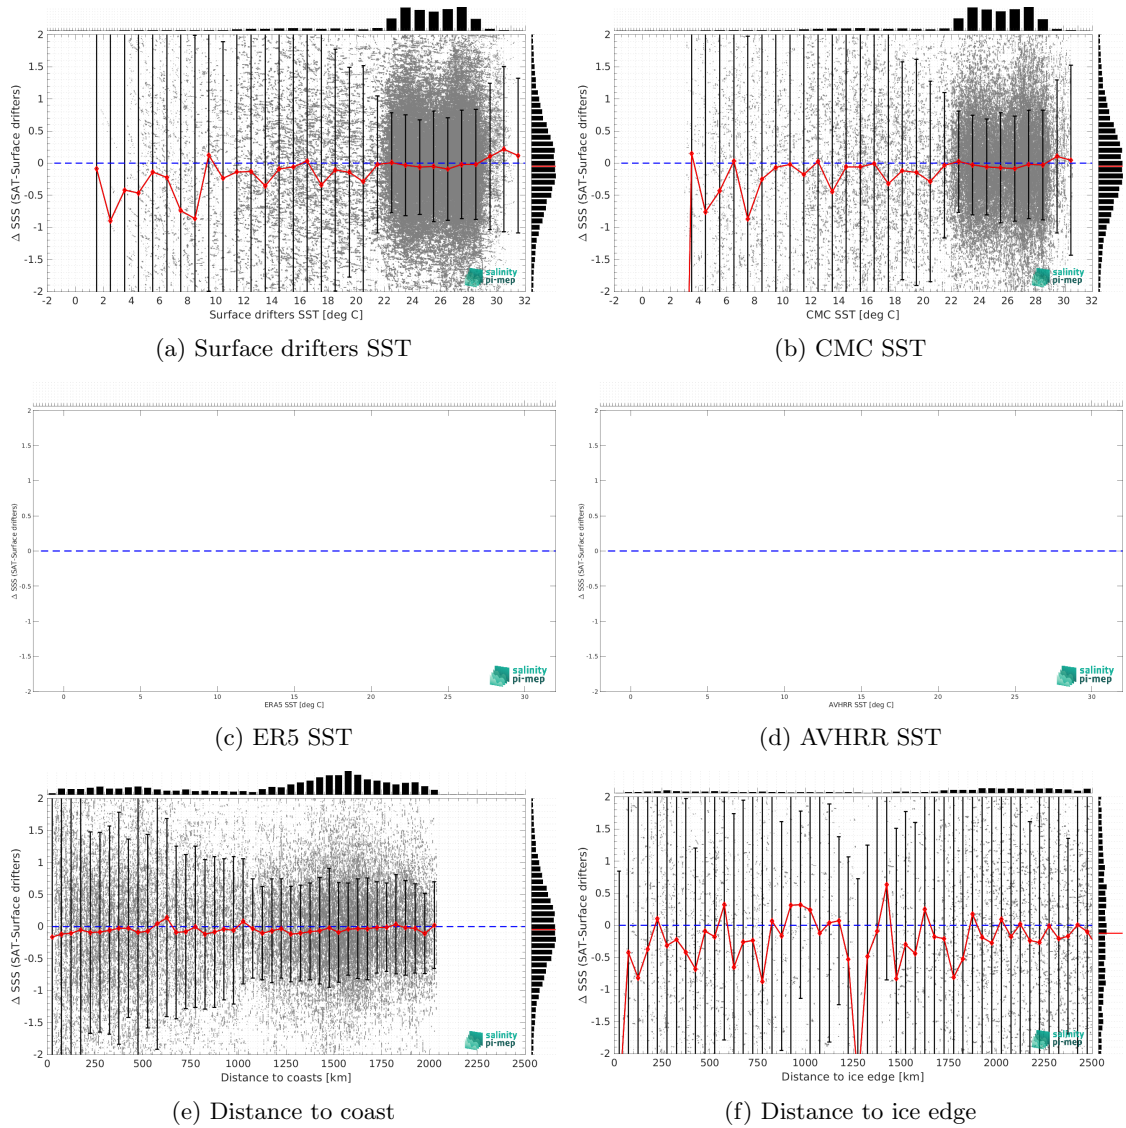 2
1.5
1
0.5
0
-0.5
-1
-1.5
-2
Δ SSS (SAT-Surface drifters)
-2 0 2 4 6 8 10 12 14 16 18 20 22 24 26 28 30 32
Surface drifters SST [deg C]
salinity
pi-mep
(a) Surface drifters SST
2
1.5
1
0.5
0
-0.5
-1
-1.5
-2
Δ SSS (SAT-Surface drifters)
-2 0 2 4 6 8 10 12 14 16 18 20 22 24 26 28 30 32
CMC SST [deg C]
salinity
pi-mep
(b) CMC SST
2
1.5
1
0
-0.5
-1
-1.5
-2
Δ SSS (SAT-Surface drifters)
0 5 10 15 20 25 30
ERA5 SST [deg C]
salinity
pi-mep
(c) ER5 SST
2
1.5
1
0
-0.5
-1
-1.5
-2
Δ SSS (SAT-Surface drifters)
0 5 10 15 20 25 30
AVHRR SST [deg C]
salinity
pi-mep
(d) AVHRR SST
2
1.5
1
0.5
0
-0.5
-1
-1.5
-2
Δ SSS (SAT-Surface drifters)
0 250 500 750 1000 1250 1500 1750 2000 2500
Distance to coasts [km]
salinity
pi-mep
(e) Distance to coast
2
1.5
1
0.5
0
-0.5
-1
-1.5
-2
Δ SSS (SAT-Surface drifters)
0 250 500 750 1000 1250 1500 1750 2000 2250 2500
Distance to ice edge [km]
salinity
pi-mep
(f) Distance to ice edge